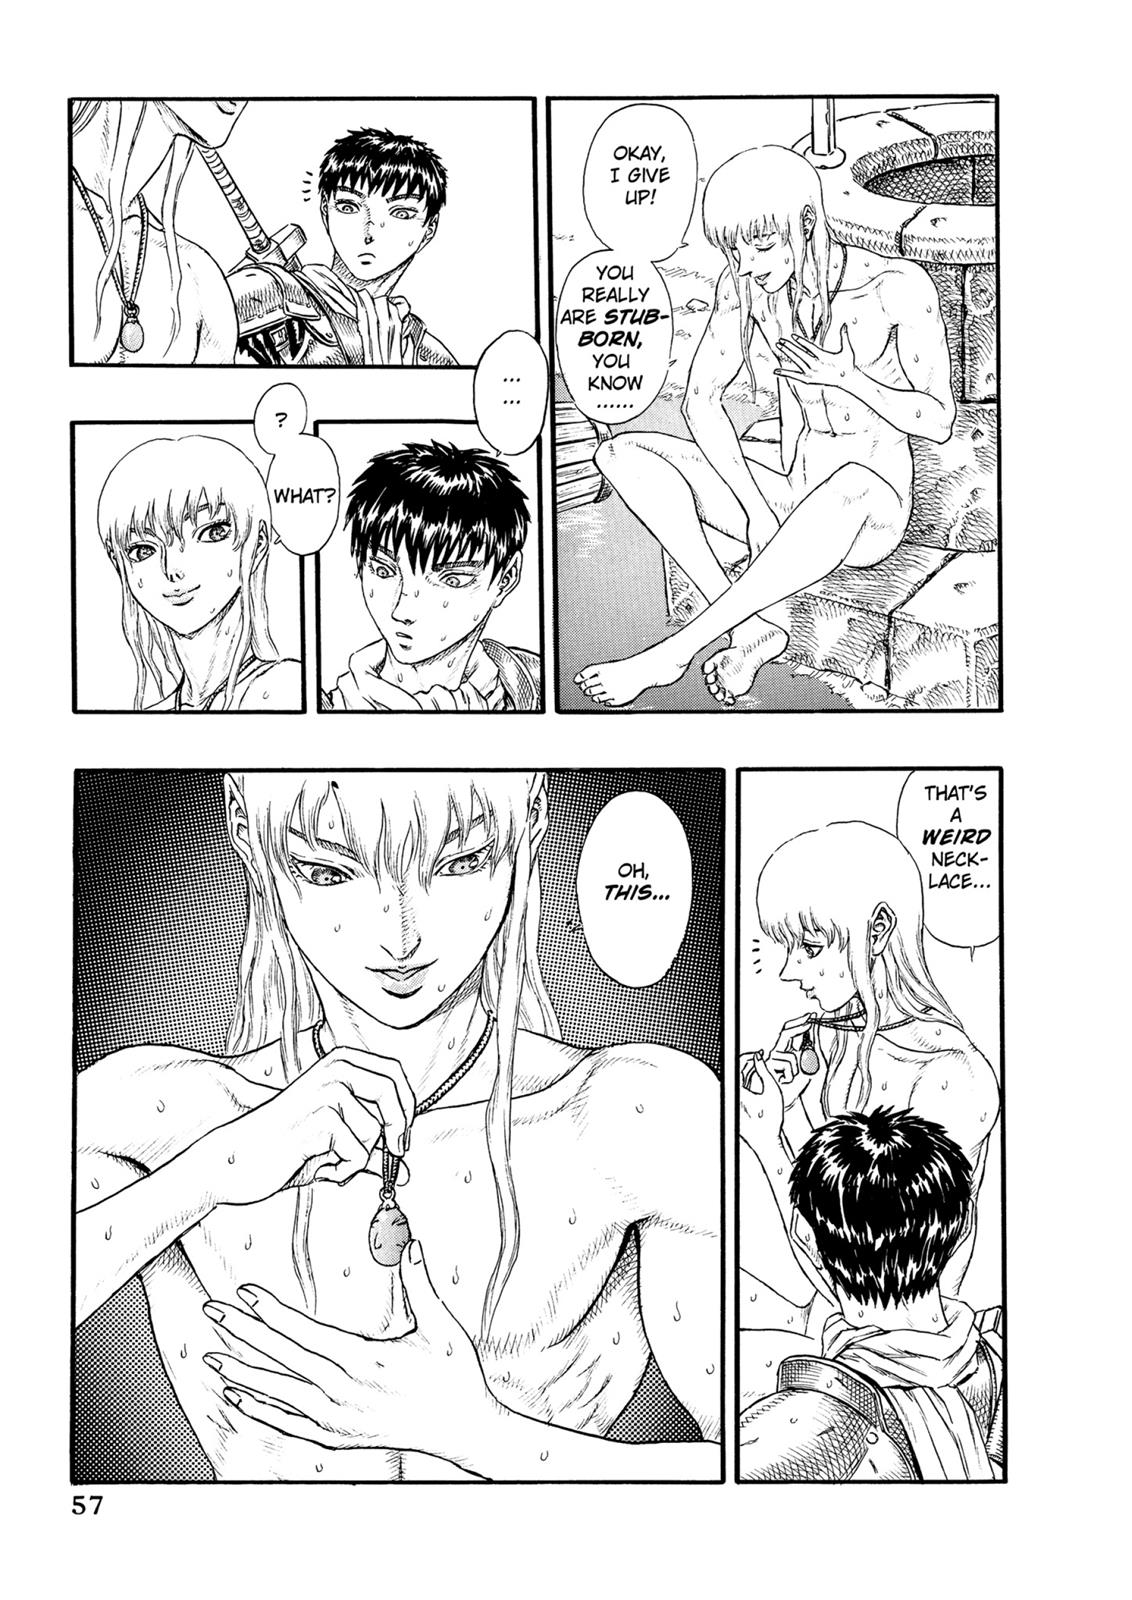 OKAY,
I GIVE
UP!
YOU
REALLY
ARE STUB-
BORN,
YOU
KNOW
......
...
...
?
WHAT?
THAT'S
A
WEIRD
NECK-
LACE...
OH,
THIS...
57